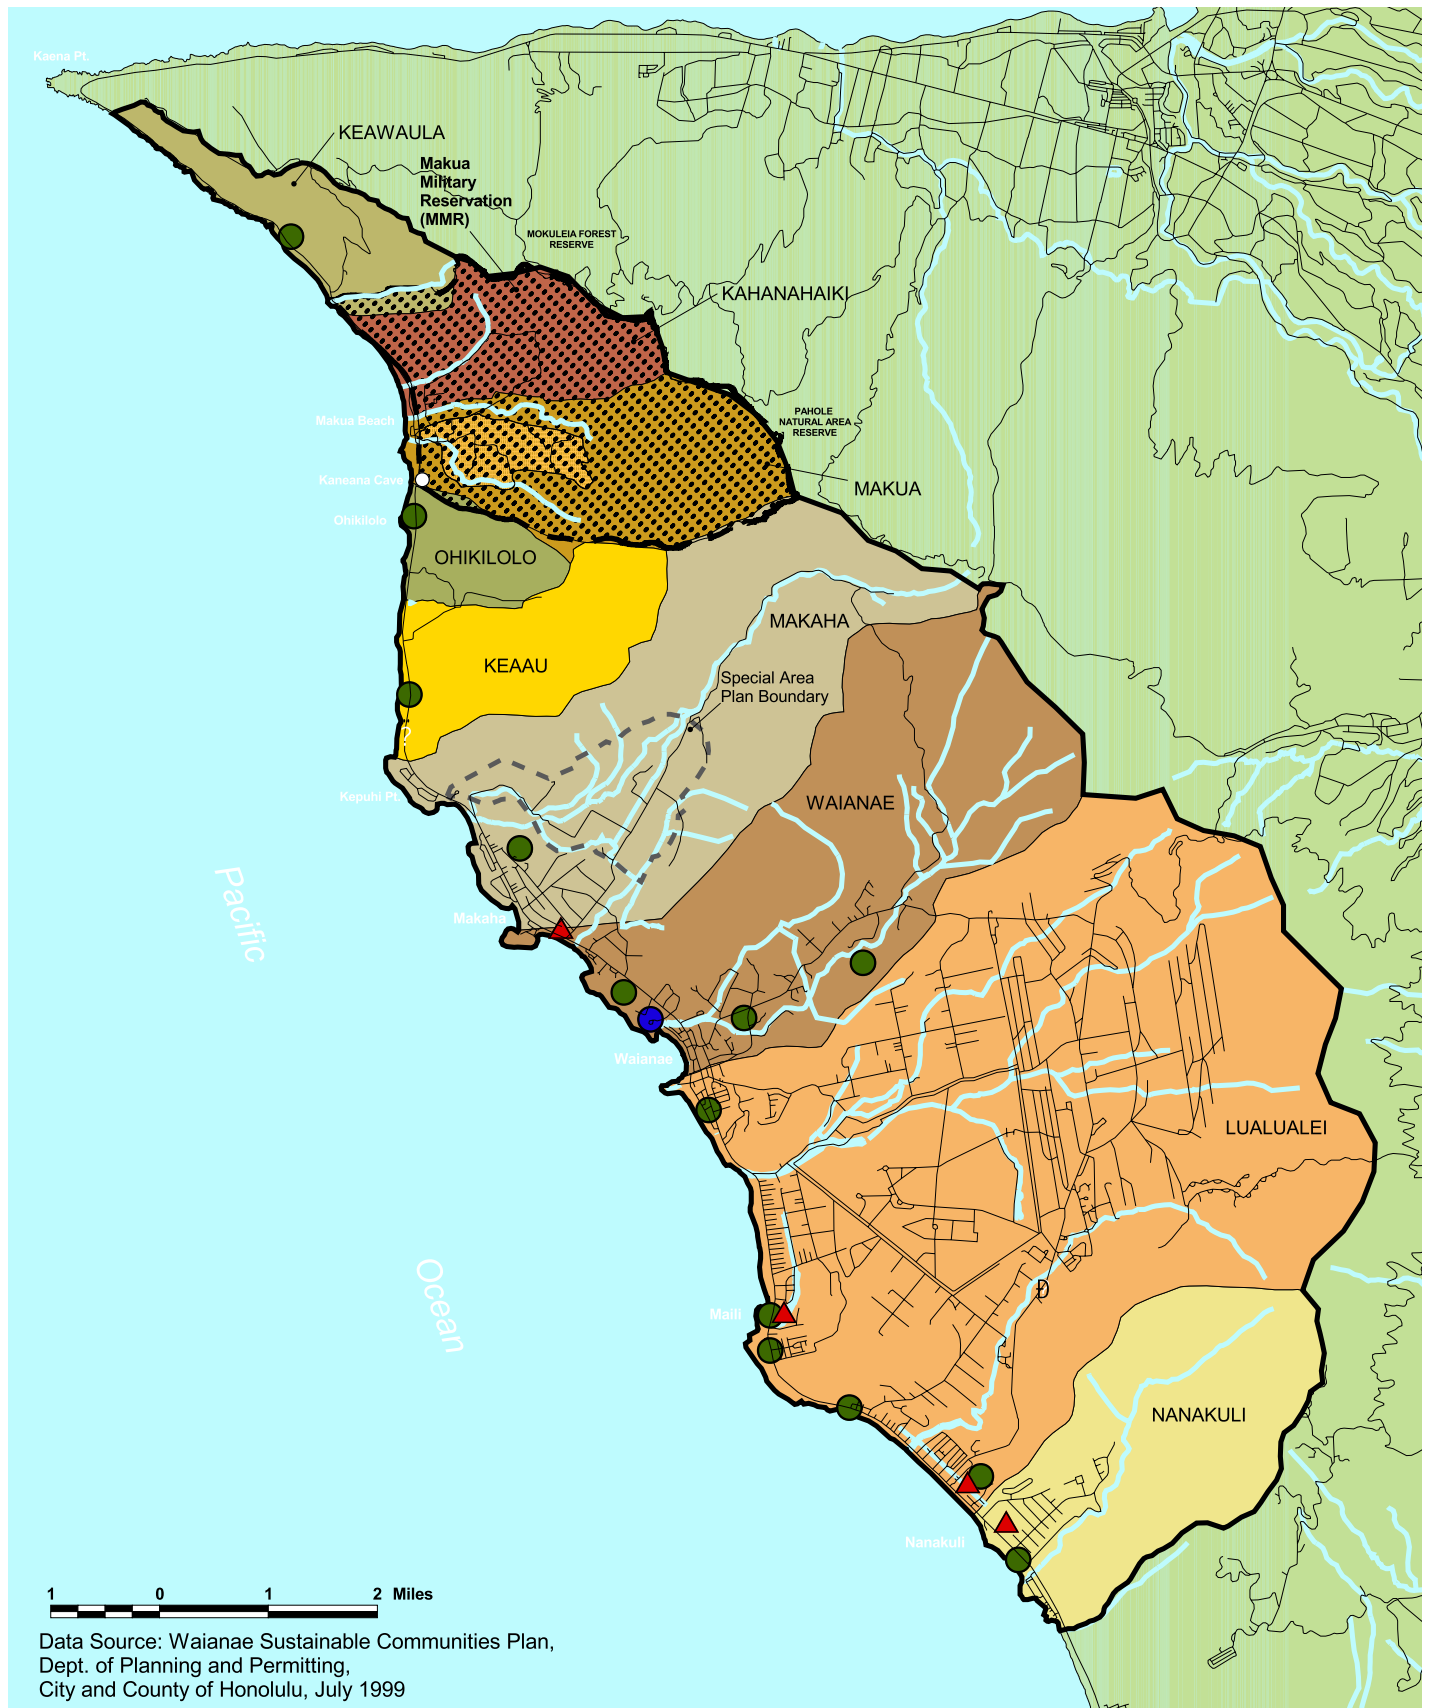 Kaena Pt.
KEAWAULA
Makua
Military
Reservation
(MMR)
MOKULEIA FOREST
RESERVE
KAHANAHAIKI
Makua Beach
PAHOLE
NATURAL AREA
RESERVE
Kaneana Cave
MAKUA
Ohikilolo
OHIKILOLO
MAKAHA
KEAAU
Special Area
Plan Boundary
?
Kepuhi Pt.
WAIANAE
Pacific
Makaha
Waianae
LUALUALEI
Ocean
Maili
NANAKULI
Nanakuli
1 0 1 2 Miles
Data Source: Waianae Sustainable Communities Plan,
Dept. of Planning and Permitting,
City and County of Honolulu, July 1999